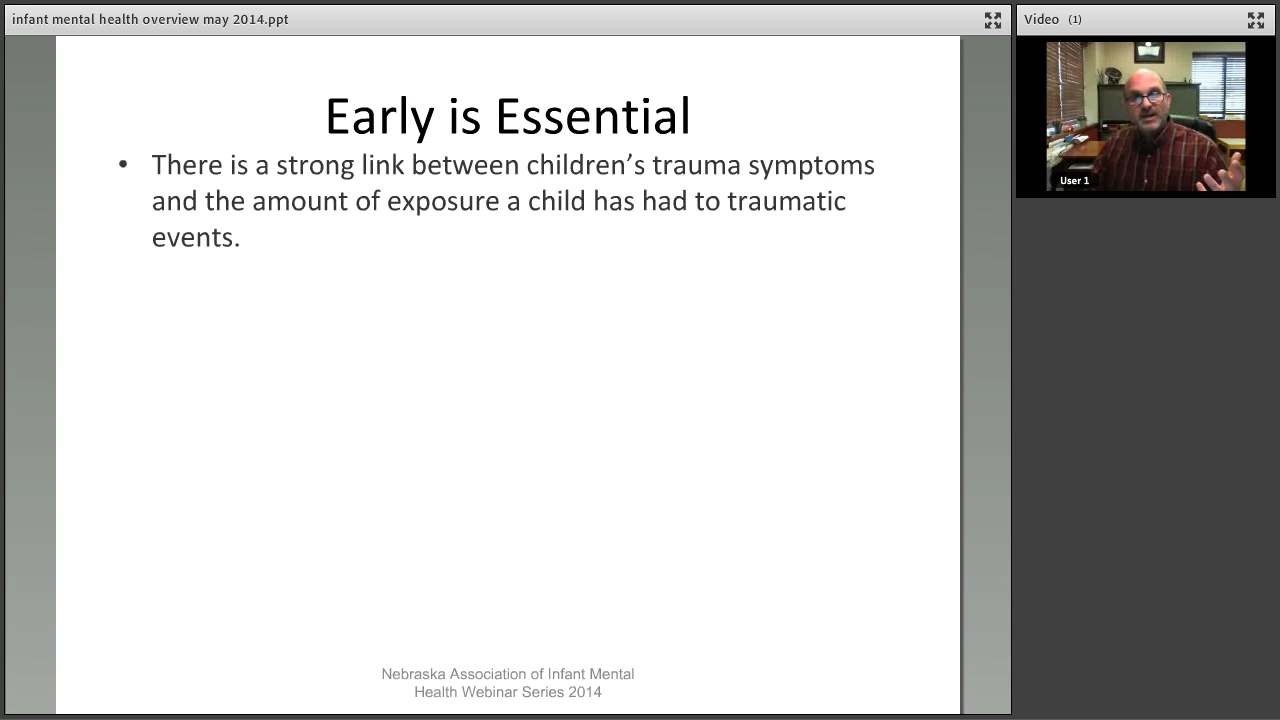 infant mental health overview may 2014.ppt
Video (1)
User 1
Early is Essential
• There is a strong link between children’s trauma symptoms
and the amount of exposure a child has had to traumatic
events.
Nebraska Association of Infant Mental
Health Webinar Series 2014